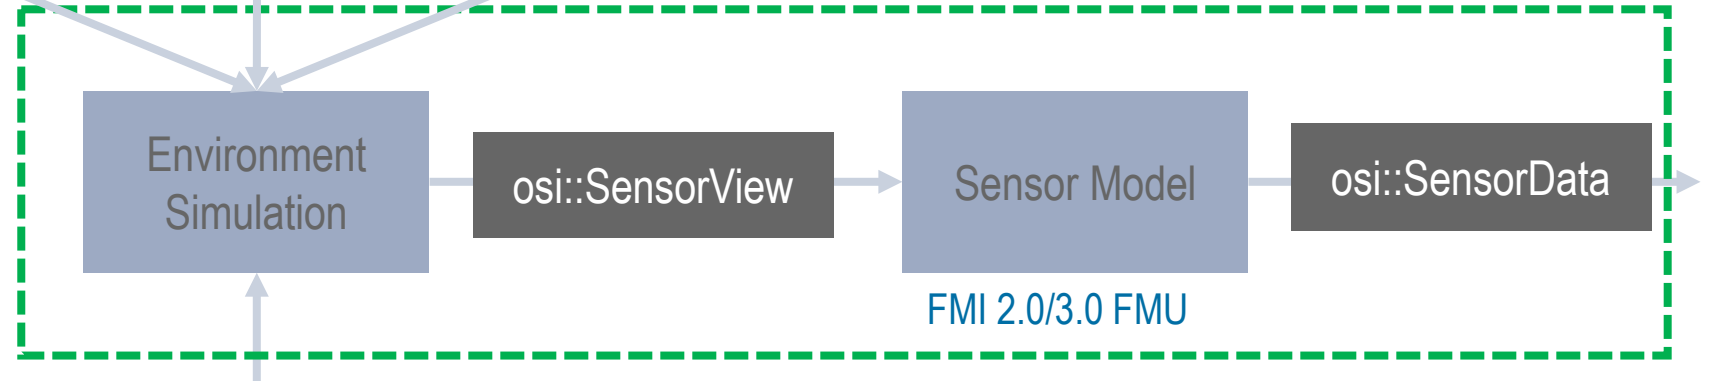 Environment
Simulation
osi::SensorView
Sensor Model
osi::SensorData
FMI 2.0/3.0 FMU